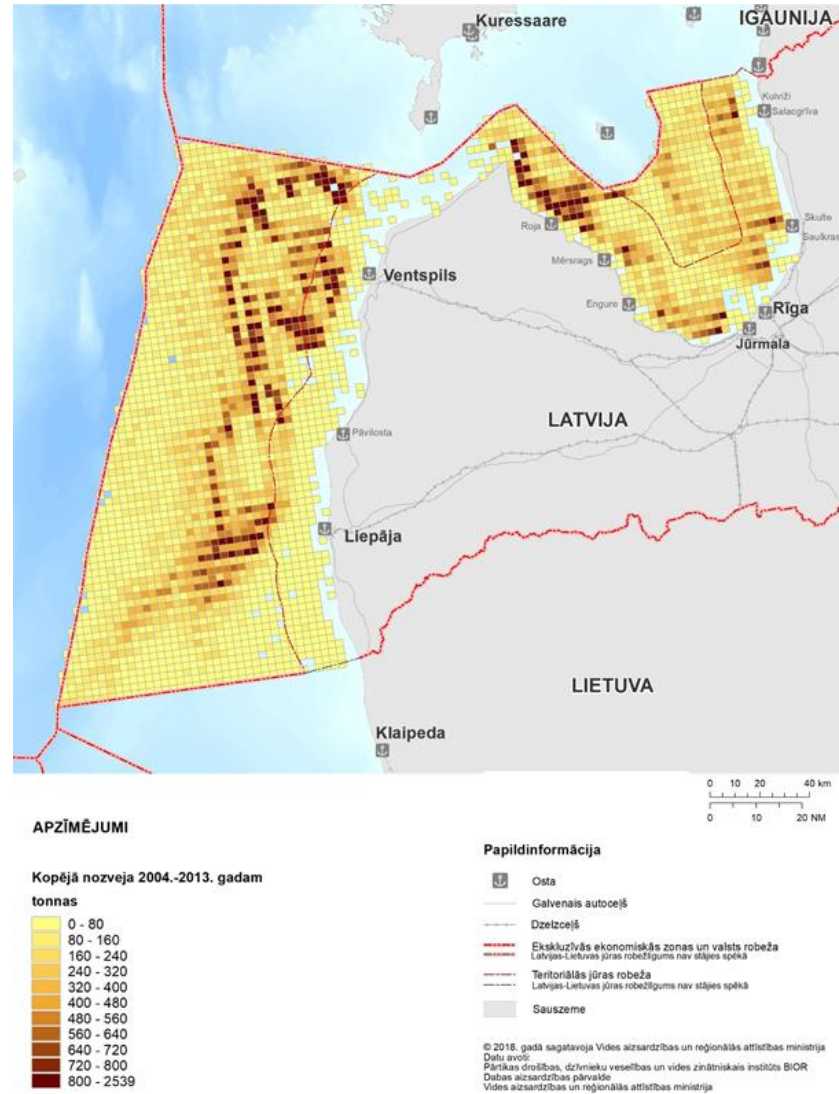 IGAUNIJA
Kuressaare
Kuiviži
Salacgrīva
Skulte
Saulkras
Roja
Mērsrags
Ventspils
Engure
Rīga
Jūrmala
LATVIJA
Pāvilosta
Liepāja
LIETUVA
Klaipeda
0 10 20 40 km
0 10 20 NM
APZĪMĒJUMI
Kopējā nozveja 2004.-2013. gadam
tonnas
0 - 80
80 - 160
160 - 240
240 - 320
320 - 400
400 - 480
480 - 560
560 - 640
640 - 720
720 - 800
800 - 2539
Papildinformācija
Osta
Galvenais autoceļš
Dzelzceļš
Ekskluzīvās ekonomiskās zonas un valsts robeža
Latvijas-Lietuvas jūras robežlīgums nav stājies spēkā
Teritoriālās jūras robeža
Latvijas-Lietuvas jūras robežlīgums nav stājies spēkā
Sauszeme
© 2018. gadā sagatavoja Vides aizsardzības un reģionālās attīstības ministrija
Datu avoti:
Pārtikas drošības, dzīvnieku veselības un vides zinātniskais institūts BIOR
Dabas aizsardzības pārvalde
Vides aizsardzības un reģionālās attīstības ministrija